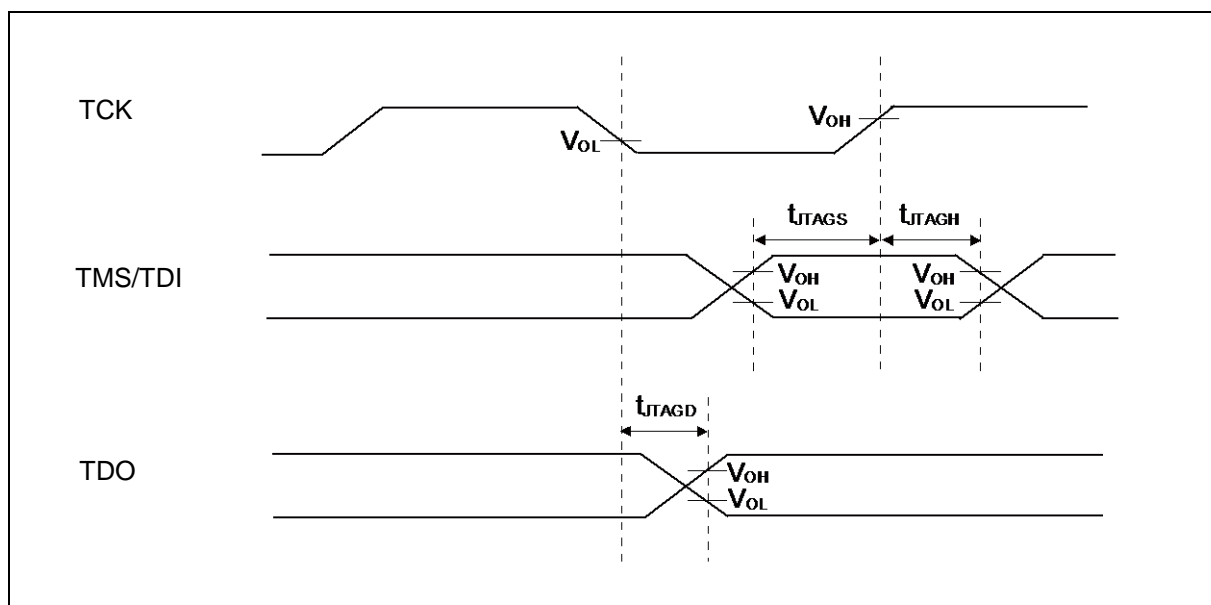 TCK
VOL
VOH
tJTAGS
tJTAGH
TMS/TDI
VOH
VOL
VOH
VOL
tJTAGD
TDO
VOH
VOL